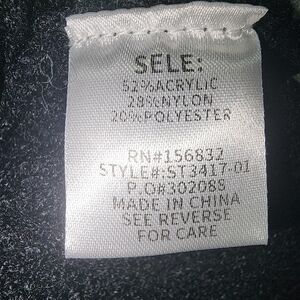 SELE:
52%ACRYLIC
28%NYLON
20%POLYESTER
RN#156832
STYLE#:ST3417-01
P.O#302088
MADE IN CHINA
SEE REVERSE
FOR CARE